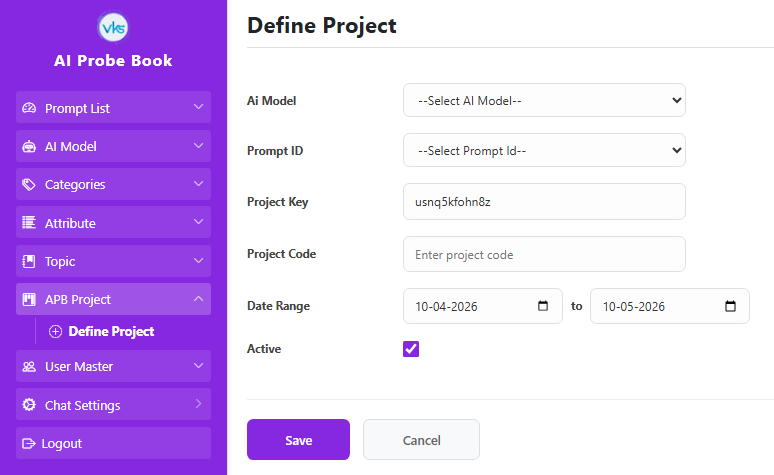 vks
AI Probe Book
Prompt List
AI Model
Categories
Attribute
Topic
APB Project
Define Project
User Master
Chat Settings
Logout
Define Project
Ai Model
--Select AI Model--
Prompt ID
--Select Prompt Id--
Project Key
usnq5kfohn8z
Project Code
Enter project code
Date Range
10-04-2026 to 10-05-2026
Active
Save Cancel